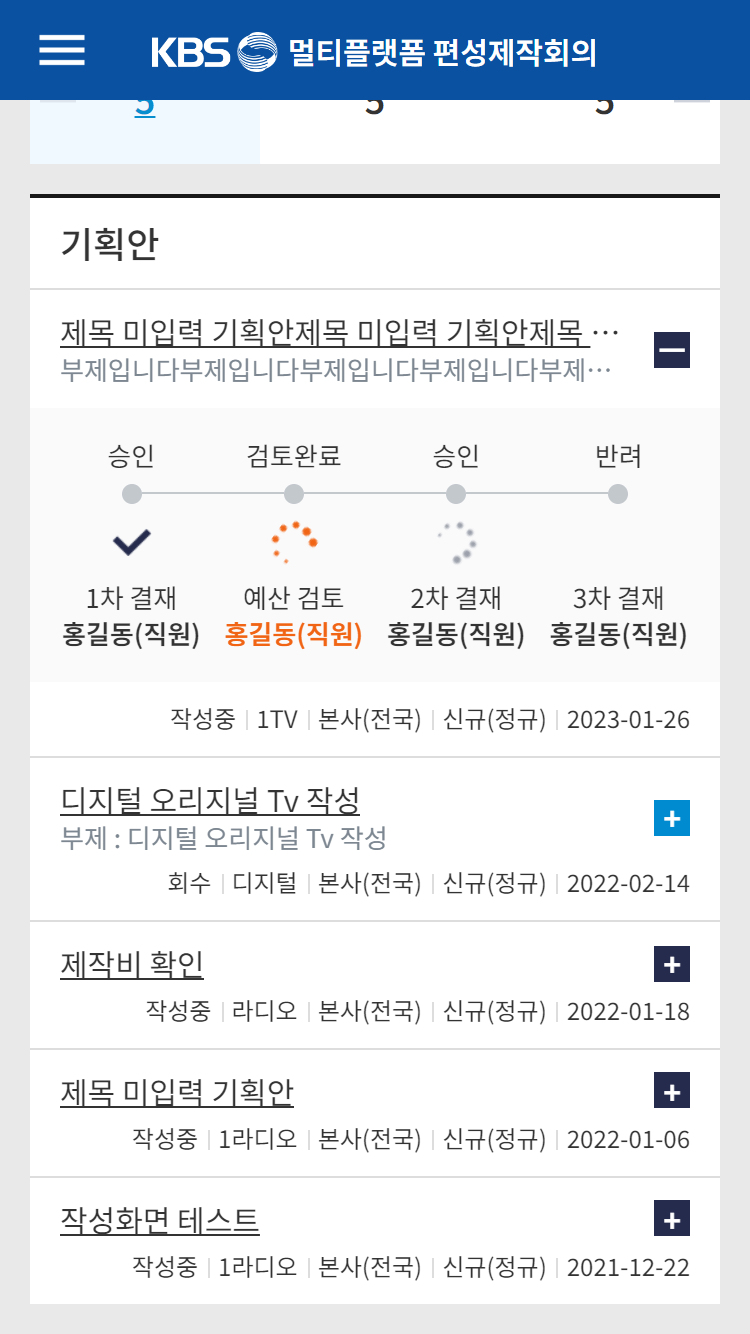 KBS 멀티플랫폼 편성제작회의
5 5 5
기획안
제목 미입력 기획안제목 미입력 기획안제목 …
부제입니다부제입니다부제입니다부제입니다부제…
승인 검토완료 승인 반려
1차 결재 예산 검토 2차 결재 3차 결재
홍길동(직원) 홍길동(직원) 홍길동(직원) 홍길동(직원)
작성중 1TV 본사(전국) 신규(정규) 2023-01-26
디지털 오리지널 Tv 작성
부제 : 디지털 오리지널 Tv 작성
회수 디지털 본사(전국) 신규(정규) 2022-02-14
제작비 확인
작성중 라디오 본사(전국) 신규(정규) 2022-01-18
제목 미입력 기획안
작성중 1라디오 본사(전국) 신규(정규) 2022-01-06
작성화면 테스트
작성중 1라디오 본사(전국) 신규(정규) 2021-12-22